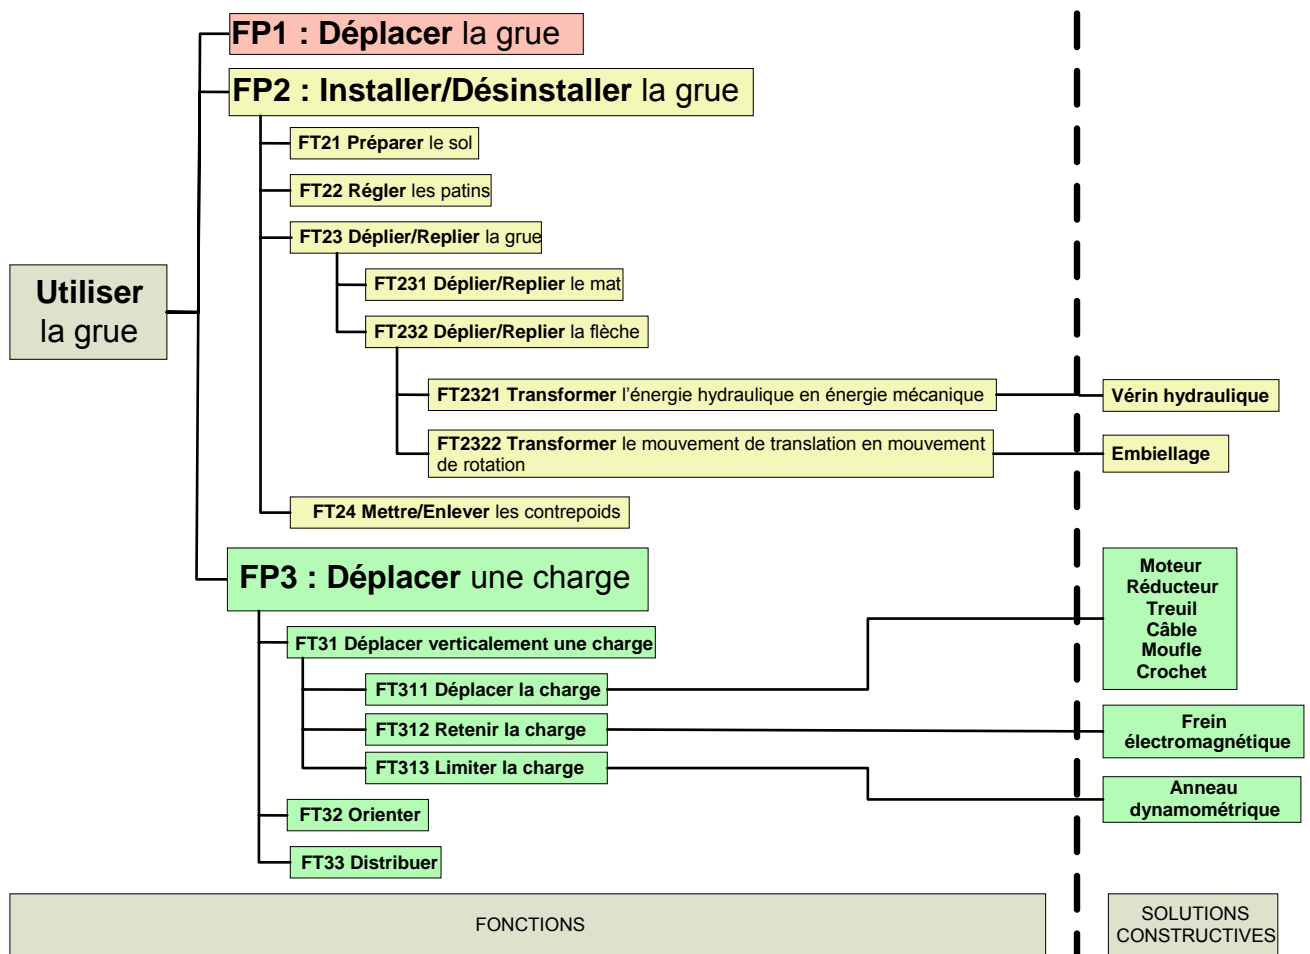 FP1 : Déplacer la grue
FP2 : Installer/Désinstaller la grue
FT21 Préparer le sol
FT22 Régler les patins
FT23 Déplier/Replier la grue
FT231 Déplier/Replier le mat
Utiliser
la grue
FT232 Déplier/Replier la flèche
FT2321 Transformer l'énergie hydraulique en énergie mécanique
Vérin hydraulique
FT2322 Transformer le mouvement de translation en mouvement
de rotation
Embiellage
FT24 Mettre/Enlever les contrepoids
FP3 : Déplacer une charge
Moteur
Réducteur
Treuil
Câble
Moufle
Crochet
FT31 Déplacer verticalement une charge
FT311 Déplacer la charge
FT312 Retenir la charge
Frein
électromagnétique
FT313 Limiter la charge
Anneau
dynamométrique
FT32 Orienter
FT33 Distribuer
FONCTIONS
SOLUTIONS
CONSTRUCTIVES